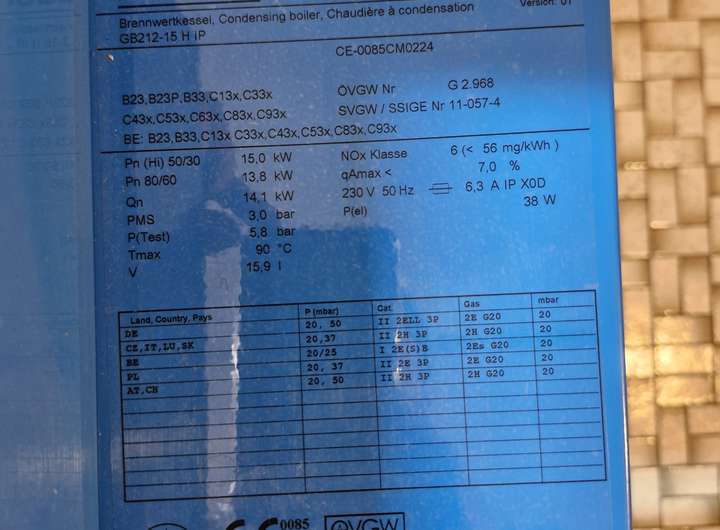 Version: 01
Brennwertkessel, Condensing boiler, Chaudière à condensation
GB212-15 H iP
CE-0085CM0224
B23,B23P,B33,C13x,C33x ÖVGW Nr G 2.968
C43x,C53x,C63x,C83x,C93x SVGW / SSIGE Nr 11-057-4
BE: B23,B33,C13x C33x,C43x,C53x,C83x,C93x
Pn (Hi) 50/30 15,0 kW NOx Klasse 6 (< 56 mg/kWh )
Pn 80/60 13,8 kW qAmax < 7,0 %
Qn 14,1 kW 230 V 50 Hz 6,3 A IP X0D
PMS 3,0 bar P(el) 38 W
P(Test) 5,8 bar
Tmax 90 °C
V 15,9 l
Land, Country, Pays P (mbar) Cat. Gas mbar
DE 20, 50 II 2ELL 3P 2E G20 20
CZ,IT,LU,SK 20,37 II 2H 3P 2H G20 20
BE 20/25 I 2E(S)B 2Es G20 20
PL 20, 37 II 2E 3P 2E G20 20
AT,CH 20, 50 II 2H 3P 2H G20 20
CE 0085 ÖVGW